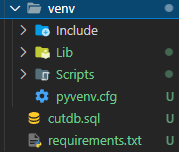 venv
Include
Lib
Scripts
pyvenv.cfg U
cutdb.sql U
requirements.txt U